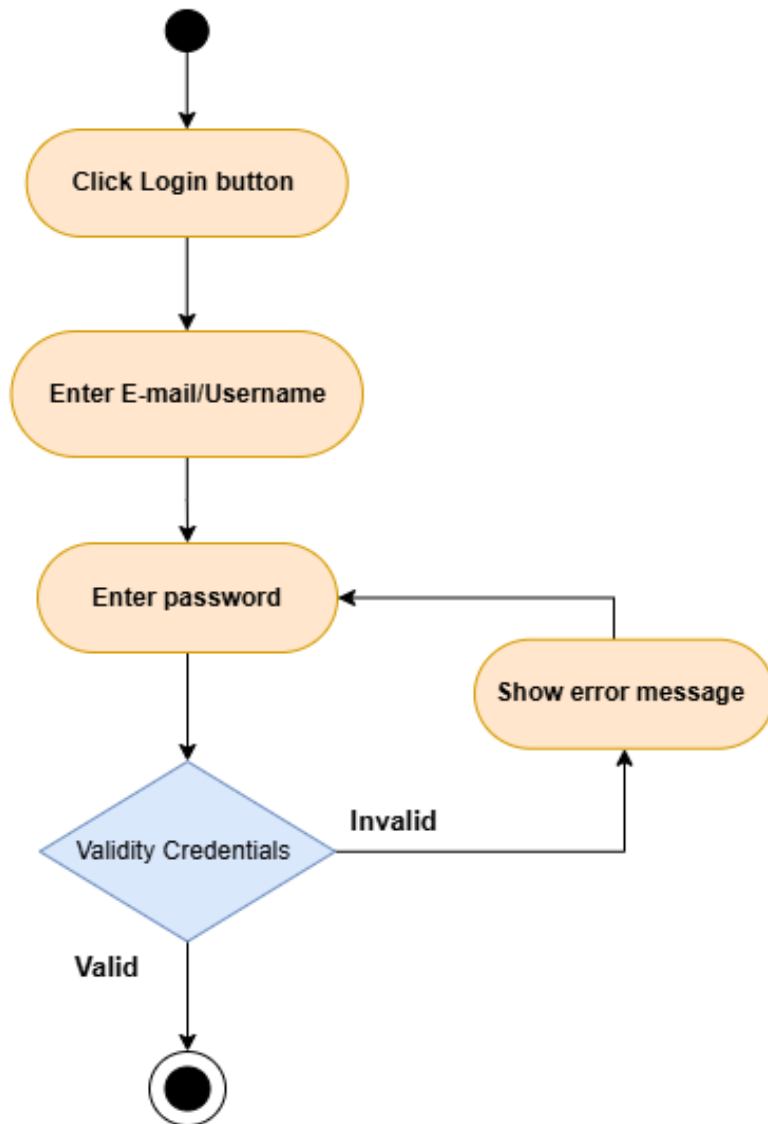 Click Login button
Enter E-mail/Username
Enter password
Show error message
Invalid
Validity Credentials
Valid